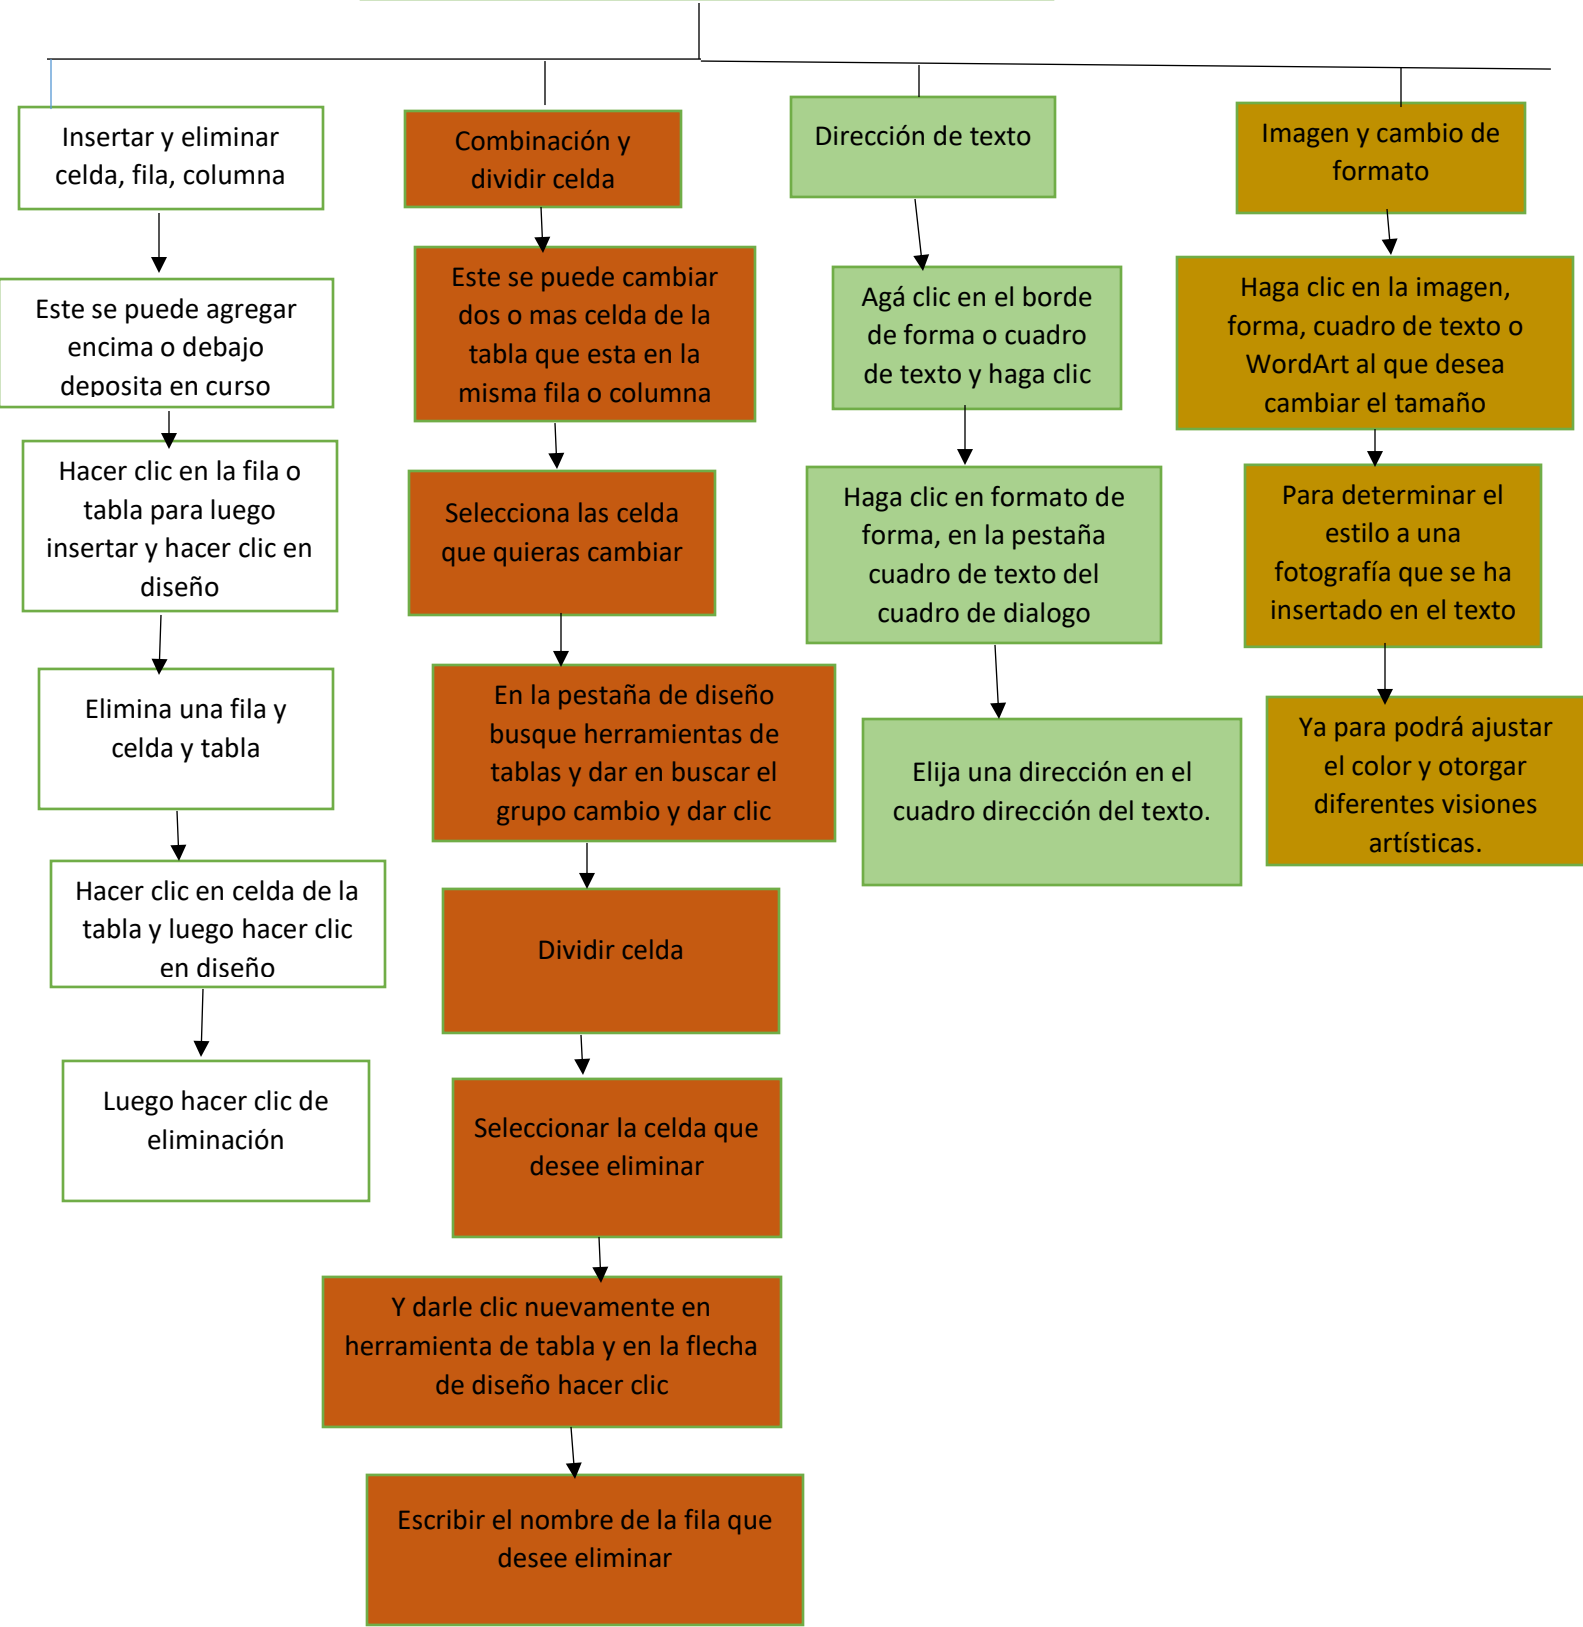 Insertar y eliminar
celda, fila, columna
Este se puede agregar
encima o debajo
deposita en curso
Hacer clic en la fila o
tabla para luego
insertar y hacer clic en
diseño
Elimina una fila y
celda y tabla
Hacer clic en celda de la
tabla y luego hacer clic
en diseño
Luego hacer clic de
eliminación
Combinación y
dividir celda
Este se puede cambiar
dos o mas celda de la
tabla que esta en la
misma fila o columna
Selecciona las celda
que quieras cambiar
En la pestaña de diseño
busque herramientas de
tablas y dar en buscar el
grupo cambio y dar clic
Dividir celda
Seleccionar la celda que
desee eliminar
Y darle clic nuevamente en
herramienta de tabla y en la flecha
de diseño hacer clic
Escribir el nombre de la fila que
desee eliminar
Dirección de texto
Agá clic en el borde
de forma o cuadro
de texto y haga clic
Haga clic en formato de
forma, en la pestaña
cuadro de texto del
cuadro de dialogo
Elija una dirección en el
cuadro dirección del texto.
Imagen y cambio de
formato
Haga clic en la imagen,
forma, cuadro de texto o
WordArt al que desea
cambiar el tamaño
Para determinar el
estilo a una
fotografía que se ha
insertado en el texto
Ya para podrá ajustar
el color y otorgar
diferentes visiones
artísticas.